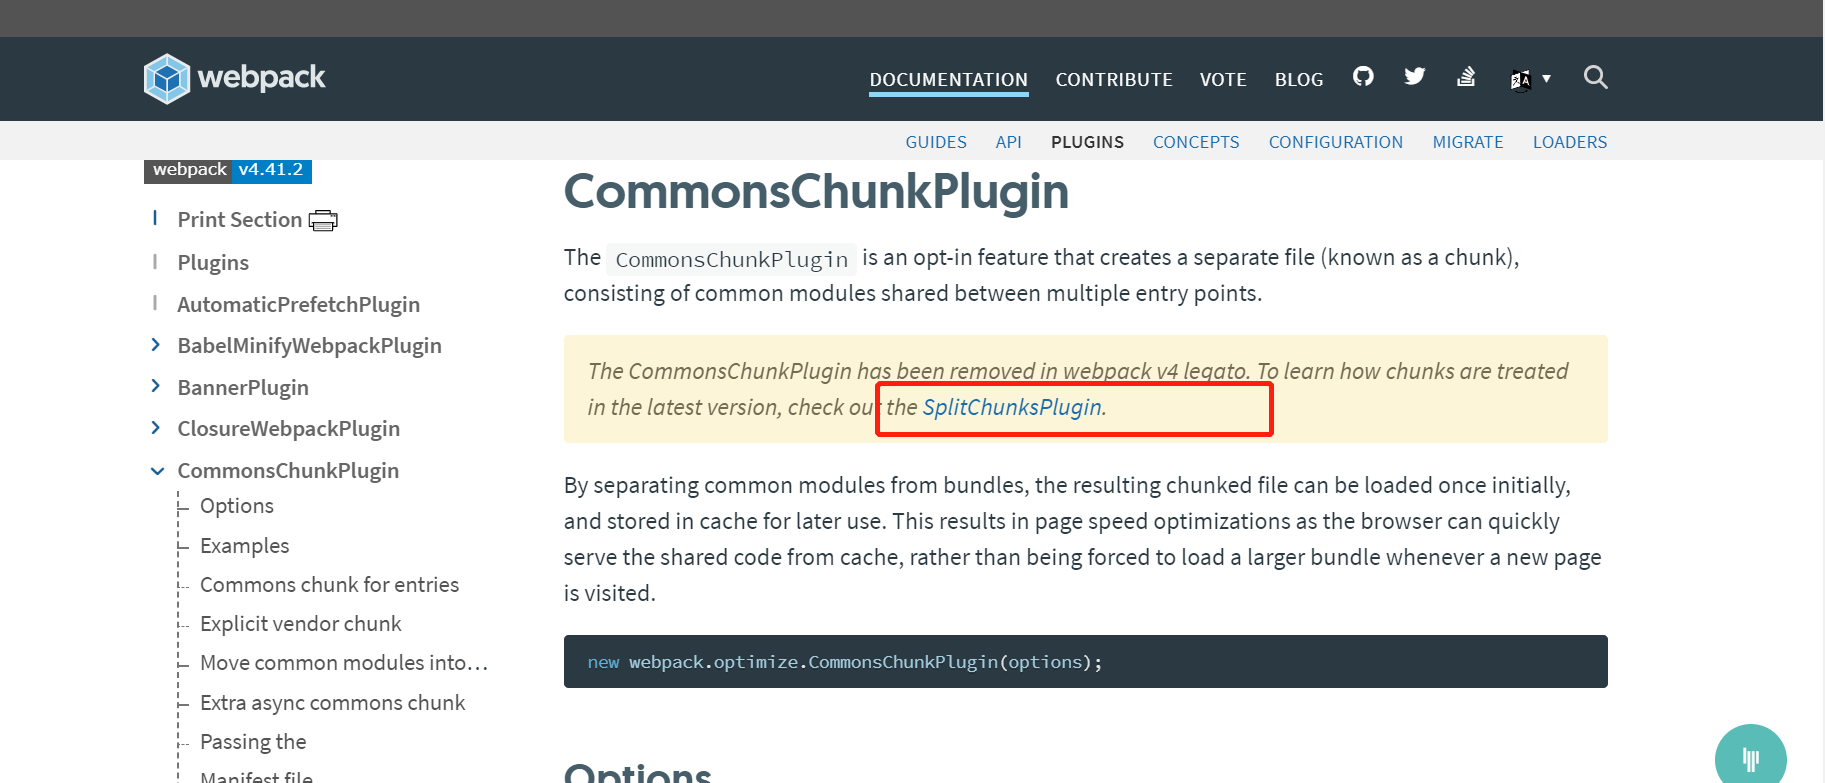 webpack
DOCUMENTATION CONTRIBUTE VOTE BLOG
GUIDES API PLUGINS CONCEPTS CONFIGURATION MIGRATE LOADERS
webpack v4.41.2
Print Section
Plugins
AutomaticPrefetchPlugin
BabelMinifyWebpackPlugin
BannerPlugin
ClosureWebpackPlugin
CommonsChunkPlugin
Options
Examples
Commons chunk for entries
Explicit vendor chunk
Move common modules into…
Extra async commons chunk
Passing the
Manifest file
CommonsChunkPlugin
The CommonsChunkPlugin is an opt-in feature that creates a separate file (known as a chunk),
consisting of common modules shared between multiple entry points.
The CommonsChunkPlugin has been removed in webpack v4 legato. To learn how chunks are treated
in the latest version, check out the SplitChunksPlugin.
By separating common modules from bundles, the resulting chunked file can be loaded once initially,
and stored in cache for later use. This results in page speed optimizations as the browser can quickly
serve the shared code from cache, rather than being forced to load a larger bundle whenever a new page
is visited.
new webpack.optimize.CommonsChunkPlugin(options);
Options